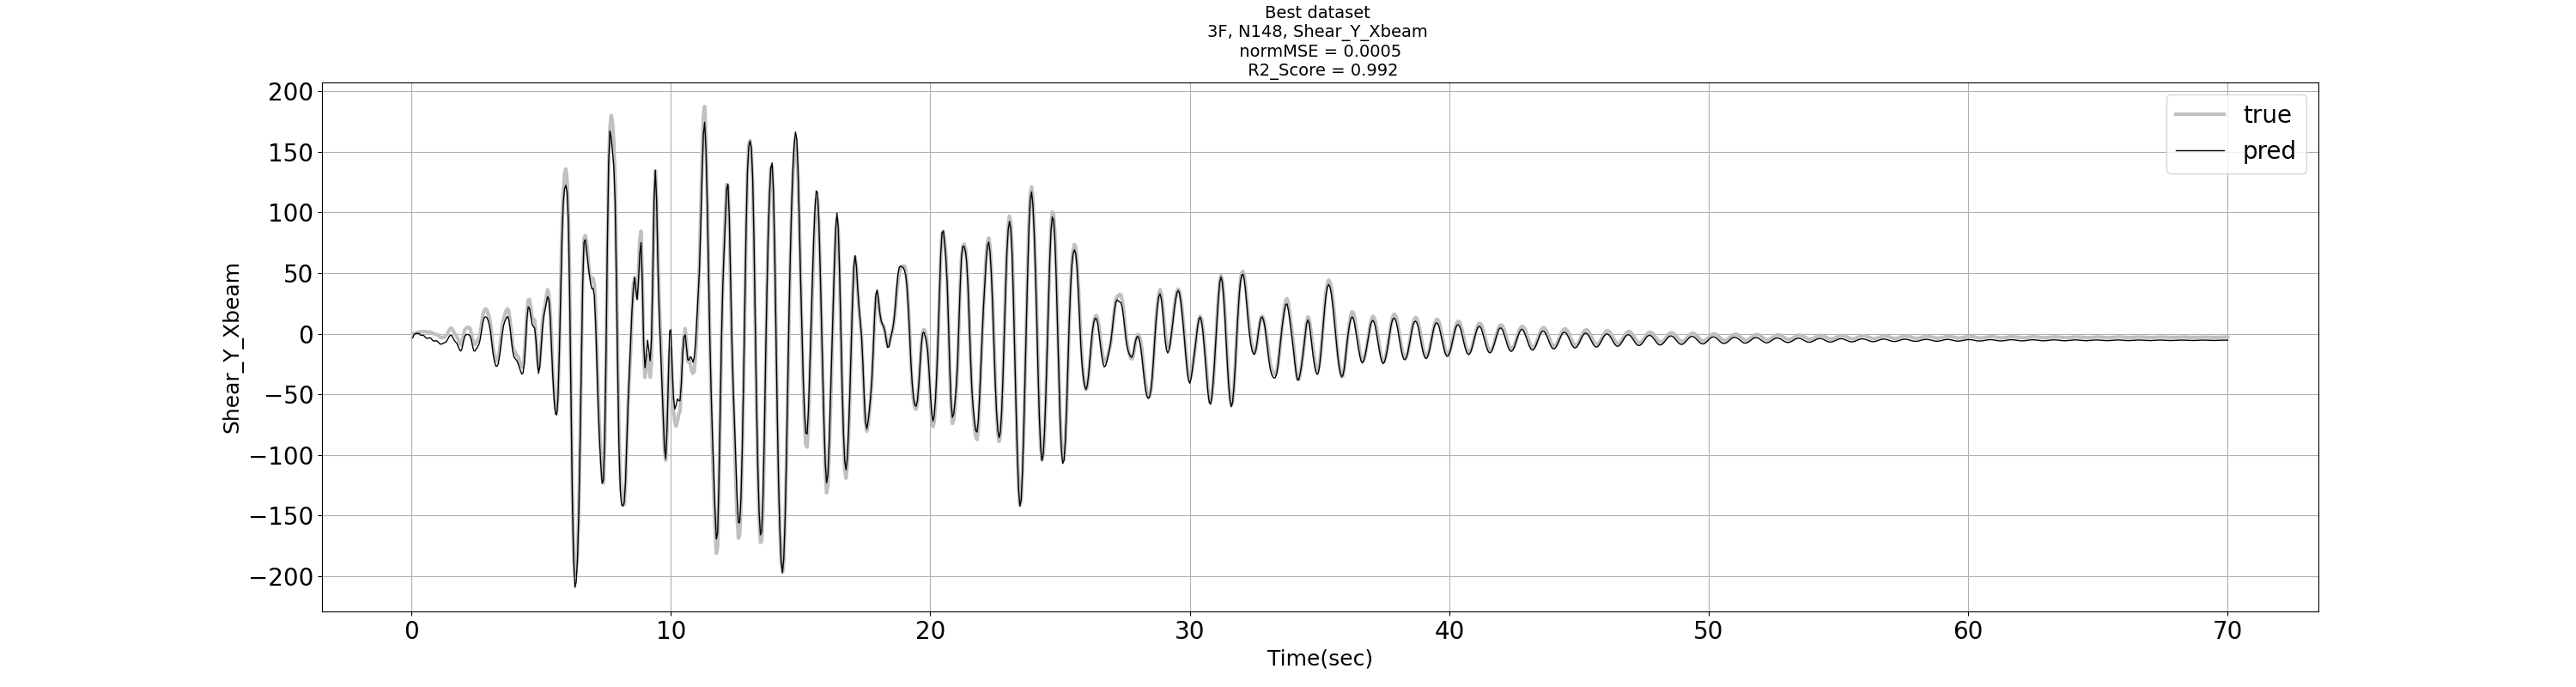 Best dataset
3F, N148, Shear_Y_Xbeam
normMSE = 0.0005
R2_Score = 0.992
200
150
100
50
0
−50
−100
−150
−200
Shear_Y_Xbeam
true
pred
0 10 20 30 40 50 60 70
Time(sec)